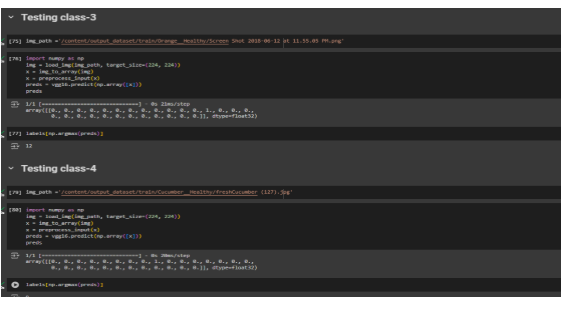 Testing class-3
[75] img_path ='/content/output_dataset/train/Orange__Healthy/Screen Shot 2018-06-12 at 11.55.05 PM.png'
[76] import numpy as np
img = load_img(img_path, target_size=(224, 224))
x = img_to_array(img)
x = preprocess_input(x)
preds = vgg16.predict(np.array([x]))
preds
1/1 [==============================] - 0s 21ms/step
array([[0., 0., 0., 0., 0., 0., 0., 0., 0., 0., 0., 0., 1., 0., 0., 0.,
0., 0., 0., 0., 0., 0., 0., 0., 0., 0., 0., 0.]], dtype=float32)
[77] labels[np.argmax(preds)]
12
Testing class-4
img_path ='/content/output_dataset/train/Cucumber__Healthy/FreshCucumber (127).jpg'
[80] import numpy as np
img = load_img(img_path, target_size=(224, 224))
x = img_to_array(img)
x = preprocess_input(x)
preds = vgg16.predict(np.array([x]))
preds
1/1 [==============================] - 0s 20ms/step
array([[0., 0., 0., 0., 0., 0., 0., 0., 1., 0., 0., 0., 0., 0., 0., 0.,
0., 0., 0., 0., 0., 0., 0., 0., 0., 0., 0., 0.]], dtype=float32)
labels[np.argmax(preds)]